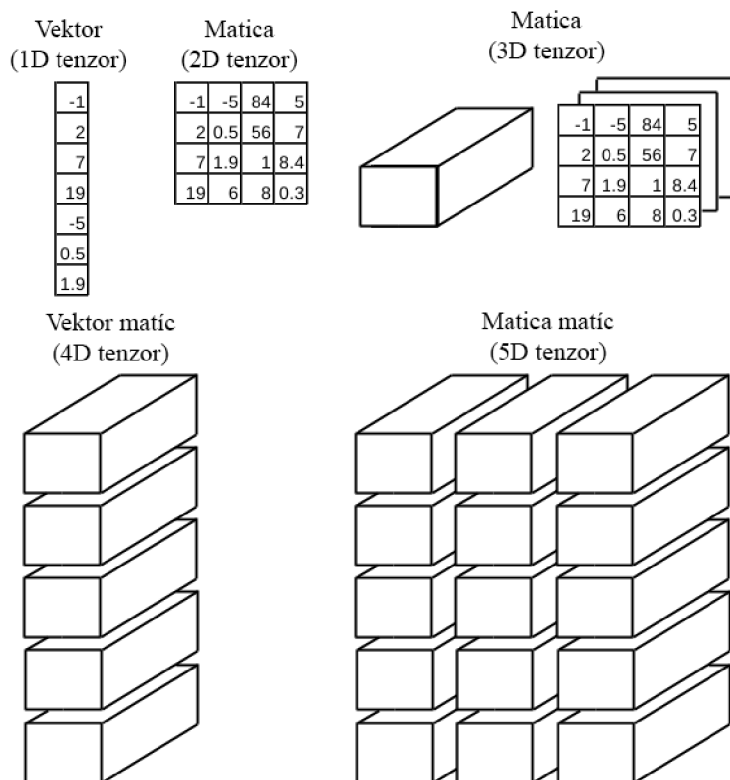 Vektor
(1D tenzor)
-1
2
7
19
-5
0.5
1.9
Matica
(2D tenzor)
-1 -5 84 5
2 0.5 56 7
7 1.9 1 8.4
19 6 8 0.3
Matica
(3D tenzor)
-1 -5 84 5
2 0.5 56 7
7 1.9 1 8.4
19 6 8 0.3
Vektor matíc
(4D tenzor)
Matica matíc
(5D tenzor)